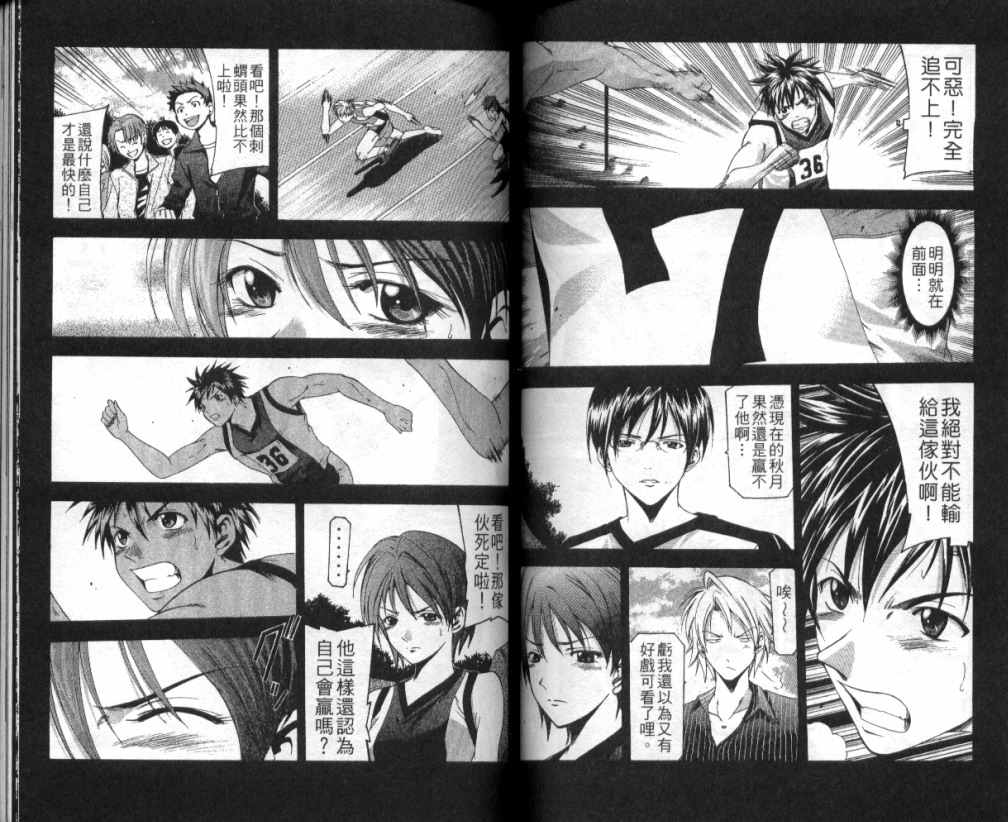 可惡！完全
追不上！
36
明明就在
前面…
我絕對不能輸
給這傢伙啊！
憑現在的秋月
果然還是贏不
了他啊…
唉～～
虧我還以為又有
好戲可看了哩。
看吧！那個刺
蝟頭果然比不
上啦！
還說什麼自己
才是最快的！
36
看吧！那傢
伙死定啦！
……
他這樣還認為
自己會贏嗎？